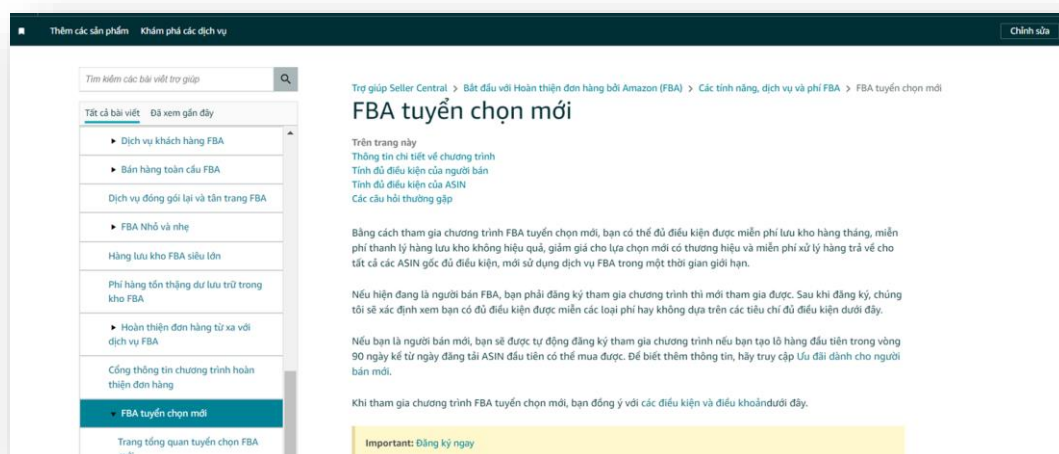 Thêm các sản phẩm Khám phá các dịch vụ Chỉnh sửa
Tìm kiếm các bài viết trợ giúp
Tất cả bài viết Đã xem gần đây
Dịch vụ khách hàng FBA
Bán hàng toàn cầu FBA
Dịch vụ đóng gói lại và tân trang FBA
FBA Nhỏ và nhẹ
Hàng lưu kho FBA siêu lớn
Phí hàng tồn thặng dư lưu trữ trong
kho FBA
Hoàn thiện đơn hàng từ xa với
dịch vụ FBA
Cổng thông tin chương trình hoàn
thiện đơn hàng
FBA tuyển chọn mới
Trang tổng quan tuyển chọn FBA
Trợ giúp Seller Central > Bắt đầu với Hoàn thiện đơn hàng bởi Amazon (FBA) > Các tính năng, dịch vụ và phí FBA > FBA tuyển chọn mới
FBA tuyển chọn mới
Trên trang này
Thông tin chi tiết về chương trình
Tính đủ điều kiện của người bán
Tính đủ điều kiện của ASIN
Các câu hỏi thường gặp
Bằng cách tham gia chương trình FBA tuyển chọn mới, bạn có thể đủ điều kiện được miễn phí lưu kho hàng tháng, miễn
phí thanh lý hàng lưu kho không hiệu quả, giảm giá cho lựa chọn mới có thương hiệu và miễn phí xử lý hàng trả về cho
tất cả các ASIN gốc đủ điều kiện, mới sử dụng dịch vụ FBA trong một thời gian giới hạn.
Nếu hiện đang là người bán FBA, bạn phải đăng ký tham gia chương trình thì mới tham gia được. Sau khi đăng ký, chúng
tôi sẽ xác định xem bạn có đủ điều kiện được miễn các loại phí hay không dựa trên các tiêu chí đủ điều kiện dưới đây.
Nếu bạn là người bán mới, bạn sẽ được tự động đăng ký tham gia chương trình nếu bạn tạo lô hàng đầu tiên trong vòng
90 ngày kể từ ngày đăng tải ASIN đầu tiên có thể mua được. Để biết thêm thông tin, hãy truy cập Ưu đãi dành cho người
bán mới.
Khi tham gia chương trình FBA tuyển chọn mới, bạn đồng ý với các điều kiện và điều khoảndưới đây.
Important: Đăng ký ngay